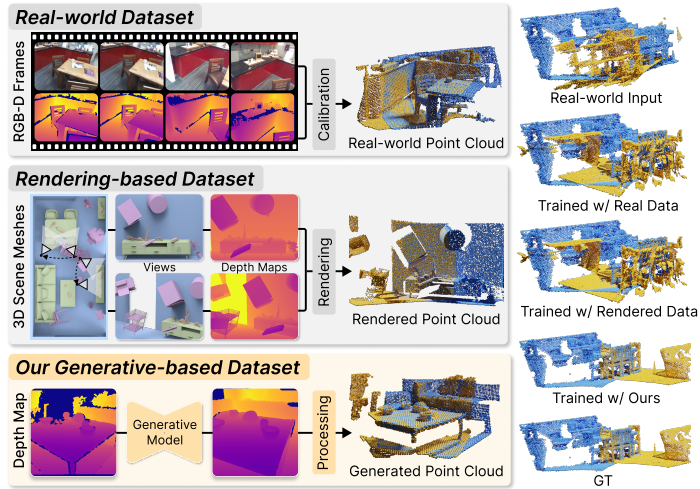 Real-world Dataset
RGB-D Frames
Calibration
Real-world Point Cloud
Rendering-based Dataset
3D Scene Meshes
Views
Depth Maps
Rendering
Rendered Point Cloud
Our Generative-based Dataset
Depth Map
Generative
Model
Processing
Generated Point Cloud
Real-world Input
Trained w/ Real Data
Trained w/ Rendered Data
Trained w/ Ours
GT